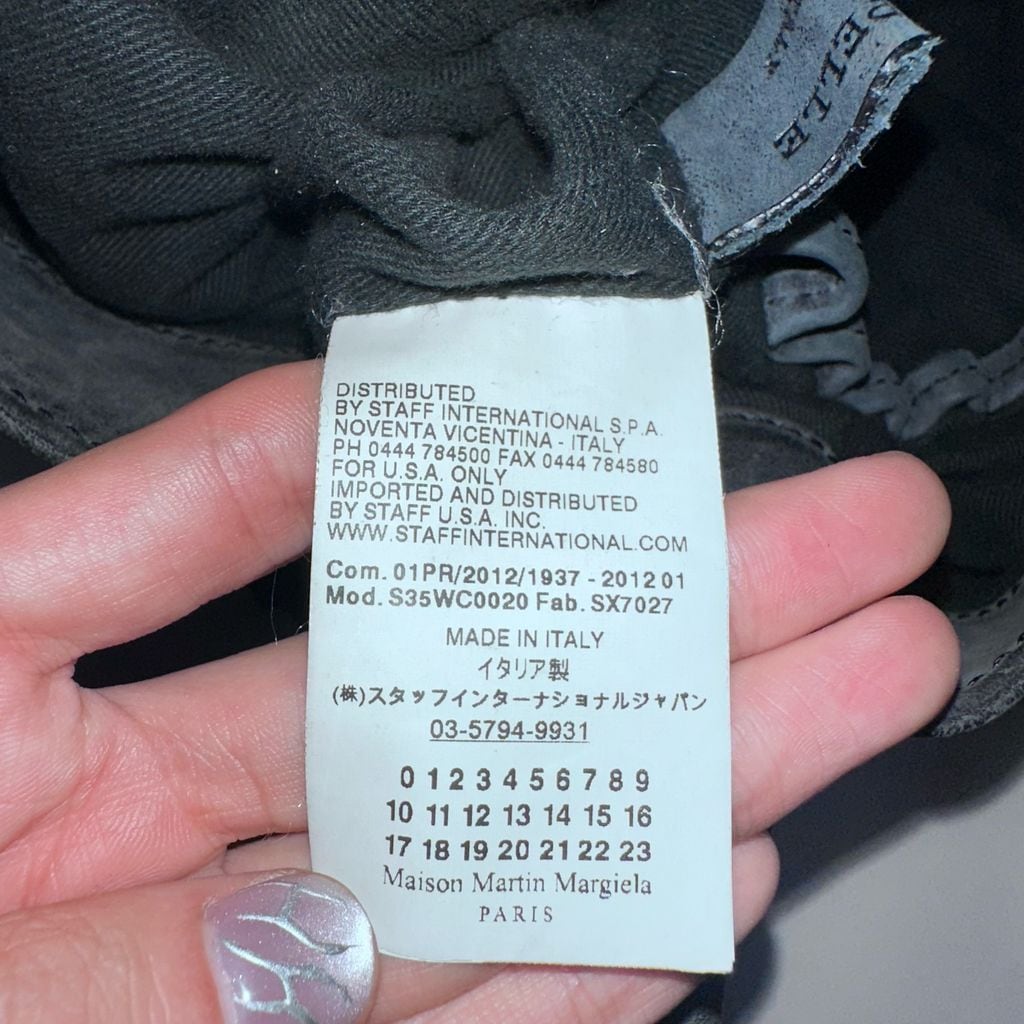 ELLE
DISTRIBUTED
BY STAFF INTERNATIONAL S.P.A.
NOVENTA VICENTINA - ITALY
PH 0444 784500 FAX 0444 784580
FOR U.S.A. ONLY
IMPORTED AND DISTRIBUTED
BY STAFF U.S.A. INC.
WWW.STAFFINTERNATIONAL.COM
Com. 01PR/2012/1937 - 2012 01
Mod. S35WC0020 Fab. SX7027
MADE IN ITALY
イタリア製
(株)スタッフインターナショナルジャパン
03-5794-9931
0 1 2 3 4 5 6 7 8 9
10 11 12 13 14 15 16
17 18 19 20 21 22 23
Maison Martin Margiela
PARIS